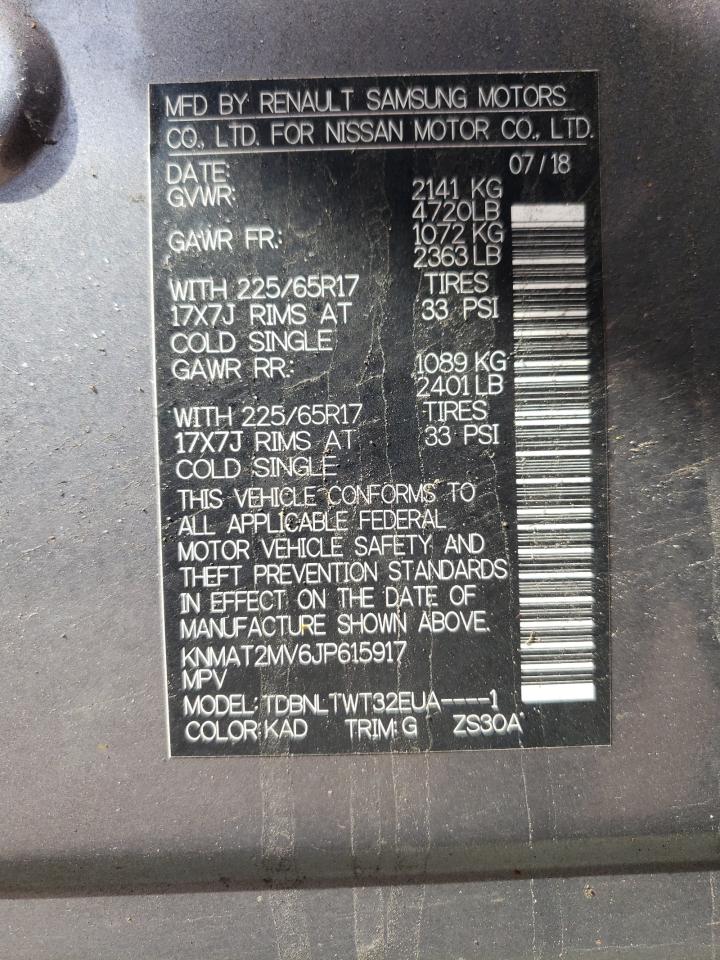 MFD BY RENAULT SAMSUNG MOTORS
CO., LTD. FOR NISSAN MOTOR CO., LTD.
DATE: 07/18
GVWR: 2141 KG
4720LB
GAWR FR.: 1072 KG
2363LB
WITH 225/65R17 TIRES
17X7J RIMS AT 33 PSI
COLD SINGLE
GAWR RR.: 1089 KG
2401LB
WITH 225/65R17 TIRES
17X7J RIMS AT 33 PSI
COLD SINGLE
THIS VEHICLE CONFORMS TO
ALL APPLICABLE FEDERAL
MOTOR VEHICLE SAFETY AND
THEFT PREVENTION STANDARDS
IN EFFECT ON THE DATE OF
MANUFACTURE SHOWN ABOVE.
KNMAT2MV6JP615917
MPV
MODEL: TDBNLTWT32EUA----1
COLOR:KAD TRIM:G ZS30A